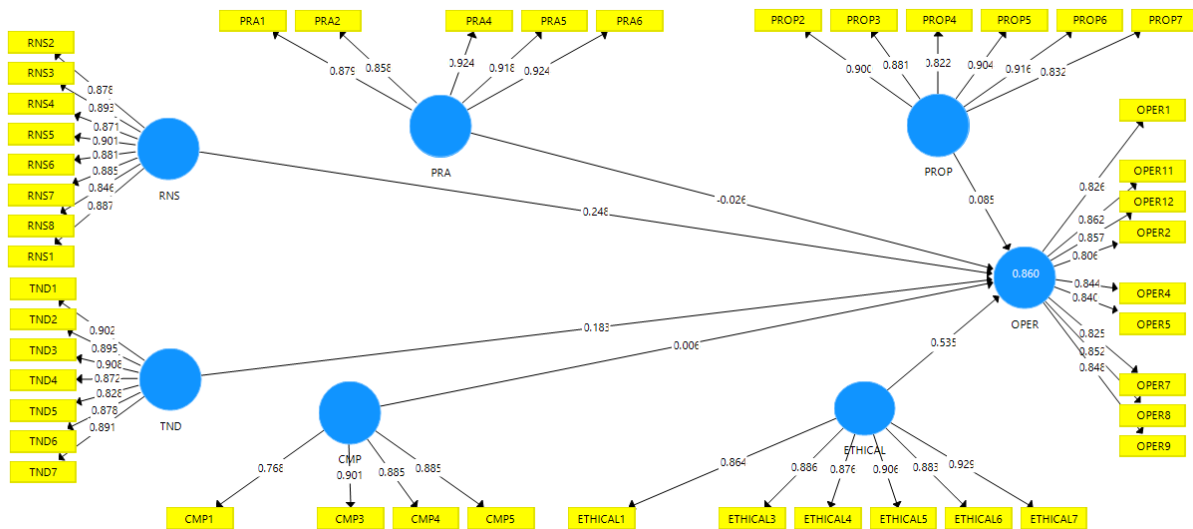 PRA1
PRA2
PRA4
PRA5
PRA6
PROP2
PROP3
PROP4
PROP5
PROP6
PROP7
RNS2
RNS3
RNS4
RNS5
RNS6
RNS7
RNS8
RNS1
0.878
0.893
0.871
0.901
0.881
0.885
0.846
0.887
RNS
0.879
0.858
0.924
0.918
0.924
PRA
0.900
0.881
0.822
0.904
0.916
0.832
PROP
OPER1
OPER11
OPER12
OPER2
OPER4
OPER5
OPER7
OPER8
OPER9
0.826
0.862
0.857
0.806
0.844
0.840
0.825
0.852
0.848
0.860
OPER
-0.026
0.248
0.085
0.183
0.006
0.535
TND1
TND2
TND3
TND4
TND5
TND6
TND7
0.902
0.895
0.908
0.872
0.828
0.878
0.891
TND
CMP
0.768
0.901
0.885
0.885
CMP1
CMP3
CMP4
CMP5
ETHICAL
0.864
0.886
0.876
0.906
0.883
0.929
ETHICAL1
ETHICAL3
ETHICAL4
ETHICAL5
ETHICAL6
ETHICAL7